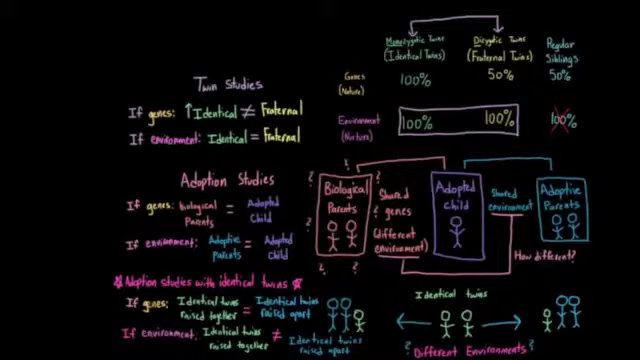 Monozygotic Twins
(Identical Twins)
Dizygotic Twins
(Fraternal Twins)
Regular
Siblings
Genes
(Nature)
100%
50%
50%
Environment
(Nurture)
100%
100%
100%
Twin Studies
If genes: ↑ Identical ≠ Fraternal
If environment: Identical = Fraternal
Adoption Studies
If genes: Biological Parents = Adopted Child
If environment: Adoptive parents = Adopted Child
? Biological
Parents
?
Shared
genes
(different
environment)
Adopted
Child
Shared
environment
Adoptive
Parents
How different?
Adoption studies with identical twins
If genes: Identical twins raised together = Identical twins raised apart
If environment: Identical twins raised together ≠ Identical twins raised apart
Identical twins
? Different Environments ?